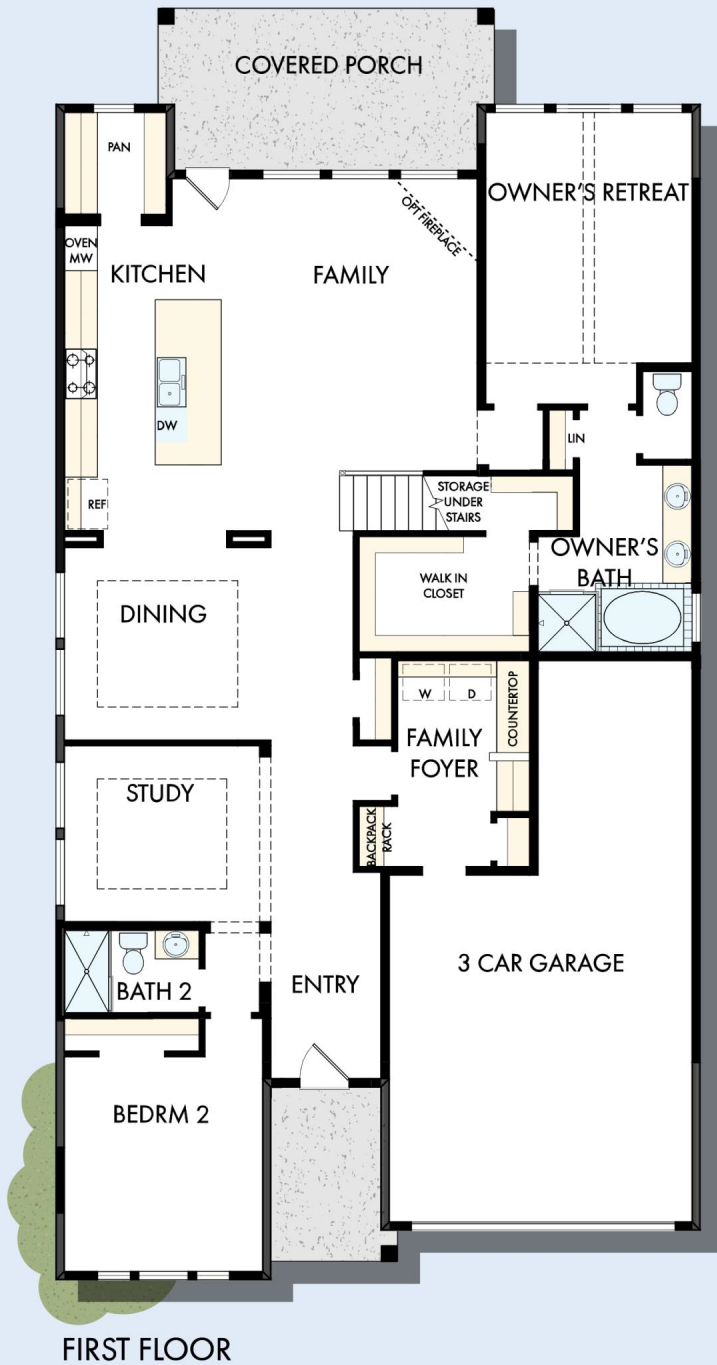 COVERED PORCH
PAN
OWNER'S RETREAT
OPT FIREPLACE
OVEN
MW
KITCHEN
FAMILY
DW
LIN
REF
STORAGE
UNDER
STAIRS
OWNER'S
BATH
WALK IN
CLOSET
DINING
W
D
COUNTERTOP
FAMILY
FOYER
STUDY
BACKPACK
RACK
3 CAR GARAGE
BATH 2
ENTRY
BEDRM 2
FIRST FLOOR